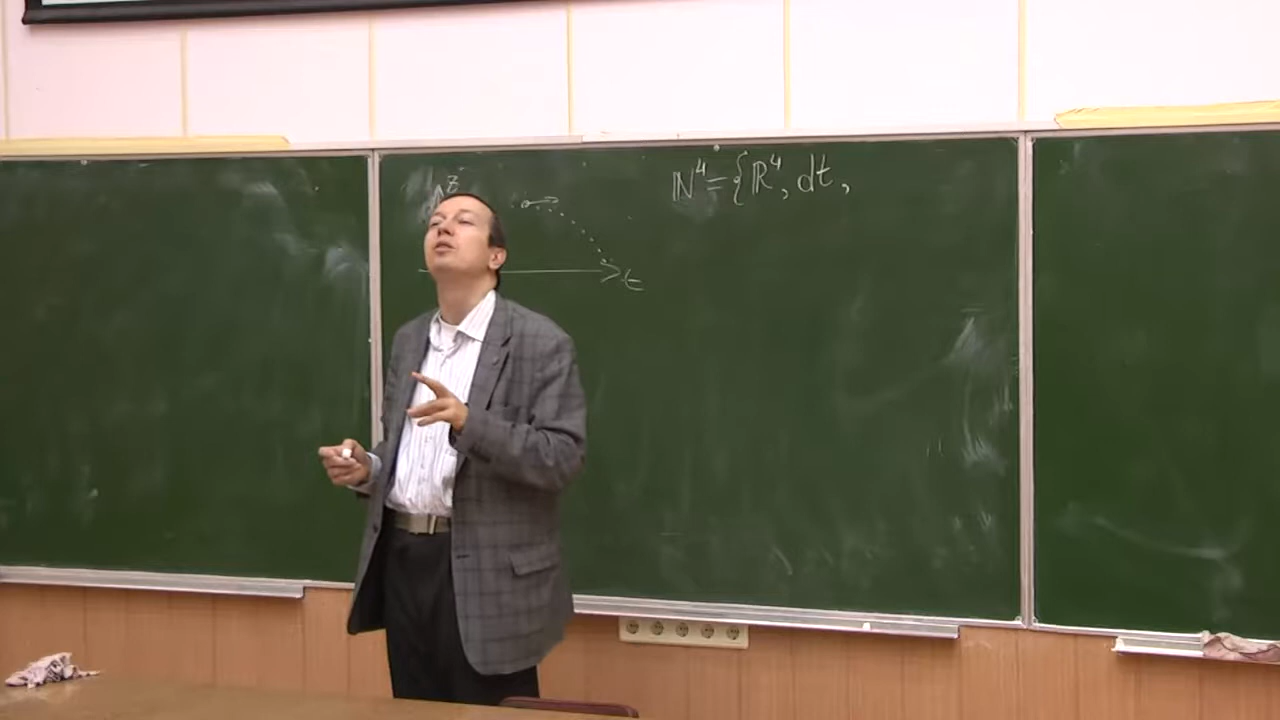 z
t
ℕ⁴={ℝ⁴, dt,